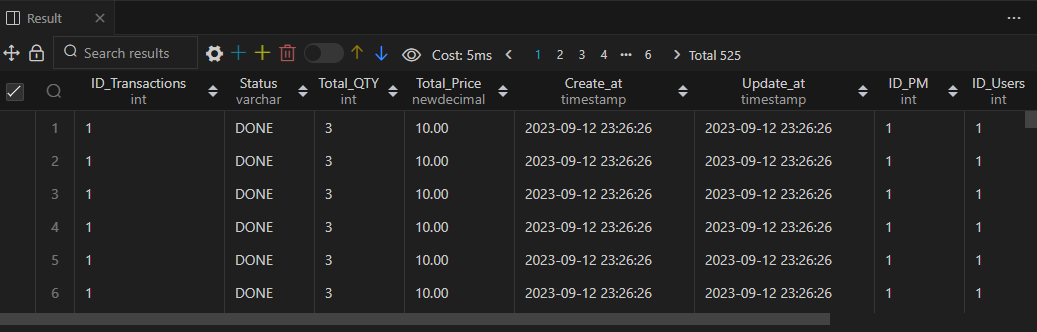 Result
Search results Cost: 5ms 1 2 3 4 ••• 6 Total 525
ID_Transactions Status Total_QTY Total_Price Create_at Update_at ID_PM ID_Users
int varchar int newdecimal timestamp timestamp int int
1 1 DONE 3 10.00 2023-09-12 23:26:26 2023-09-12 23:26:26 1 1
2 1 DONE 3 10.00 2023-09-12 23:26:26 2023-09-12 23:26:26 1 1
3 1 DONE 3 10.00 2023-09-12 23:26:26 2023-09-12 23:26:26 1 1
4 1 DONE 3 10.00 2023-09-12 23:26:26 2023-09-12 23:26:26 1 1
5 1 DONE 3 10.00 2023-09-12 23:26:26 2023-09-12 23:26:26 1 1
6 1 DONE 3 10.00 2023-09-12 23:26:26 2023-09-12 23:26:26 1 1